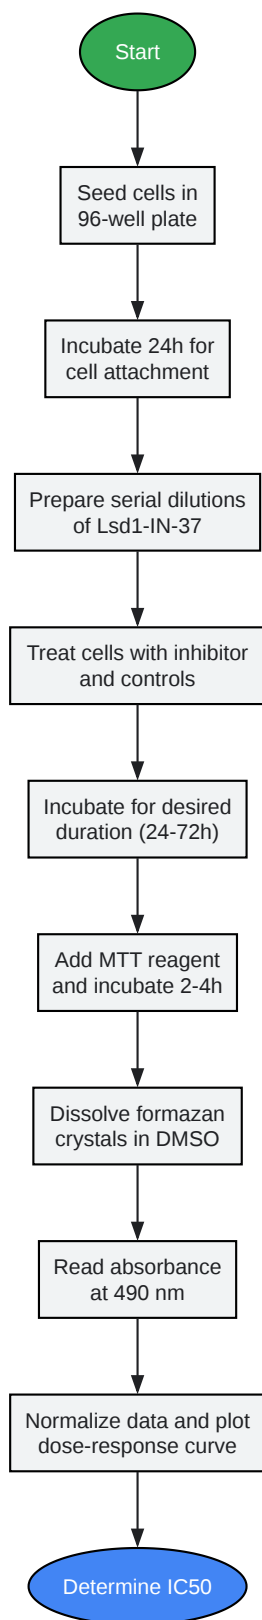 Start
Seed cells in
96-well plate
Incubate 24h for
cell attachment
Prepare serial dilutions
of Lsd1-IN-37
Treat cells with inhibitor
and controls
Incubate for desired
duration (24-72h)
Add MTT reagent
and incubate 2-4h
Dissolve formazan
crystals in DMSO
Read absorbance
at 490 nm
Normalize data and plot
dose-response curve
Determine IC50